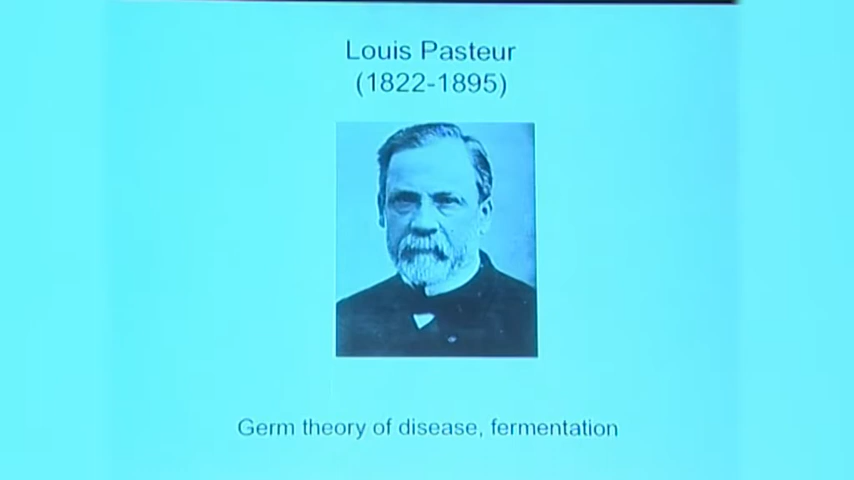 Louis Pasteur
(1822-1895)
Germ theory of disease, fermentation